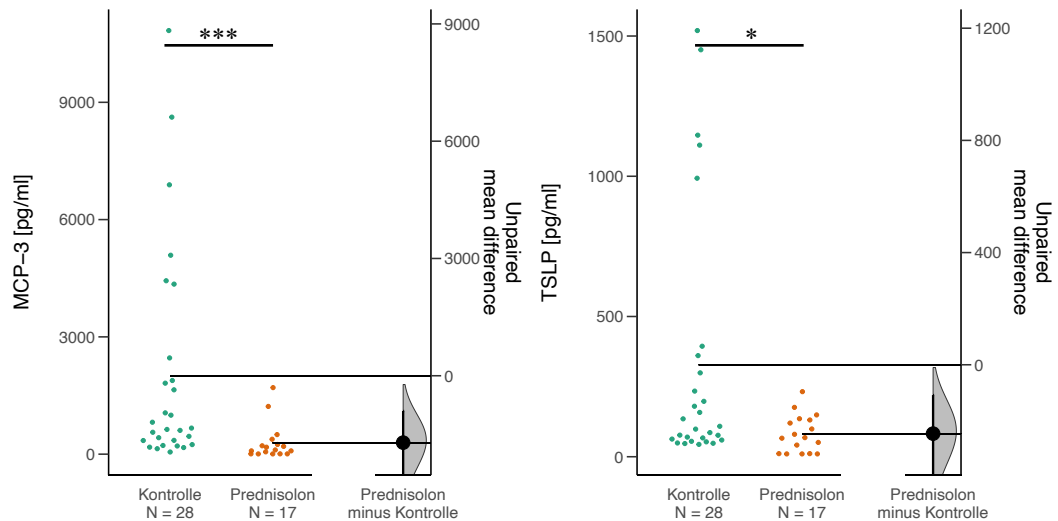 ***
9000
6000
3000
0
MCP−3 [pg/ml]
9000
6000
3000
0
Unpaired
mean difference
Kontrolle
N = 28
Prednisolon
N = 17
Prednisolon
minus Kontrolle
*
1500
1000
500
0
TSLP [pg/ml]
1200
800
400
0
Unpaired
mean difference
Kontrolle
N = 28
Prednisolon
N = 17
Prednisolon
minus Kontrolle